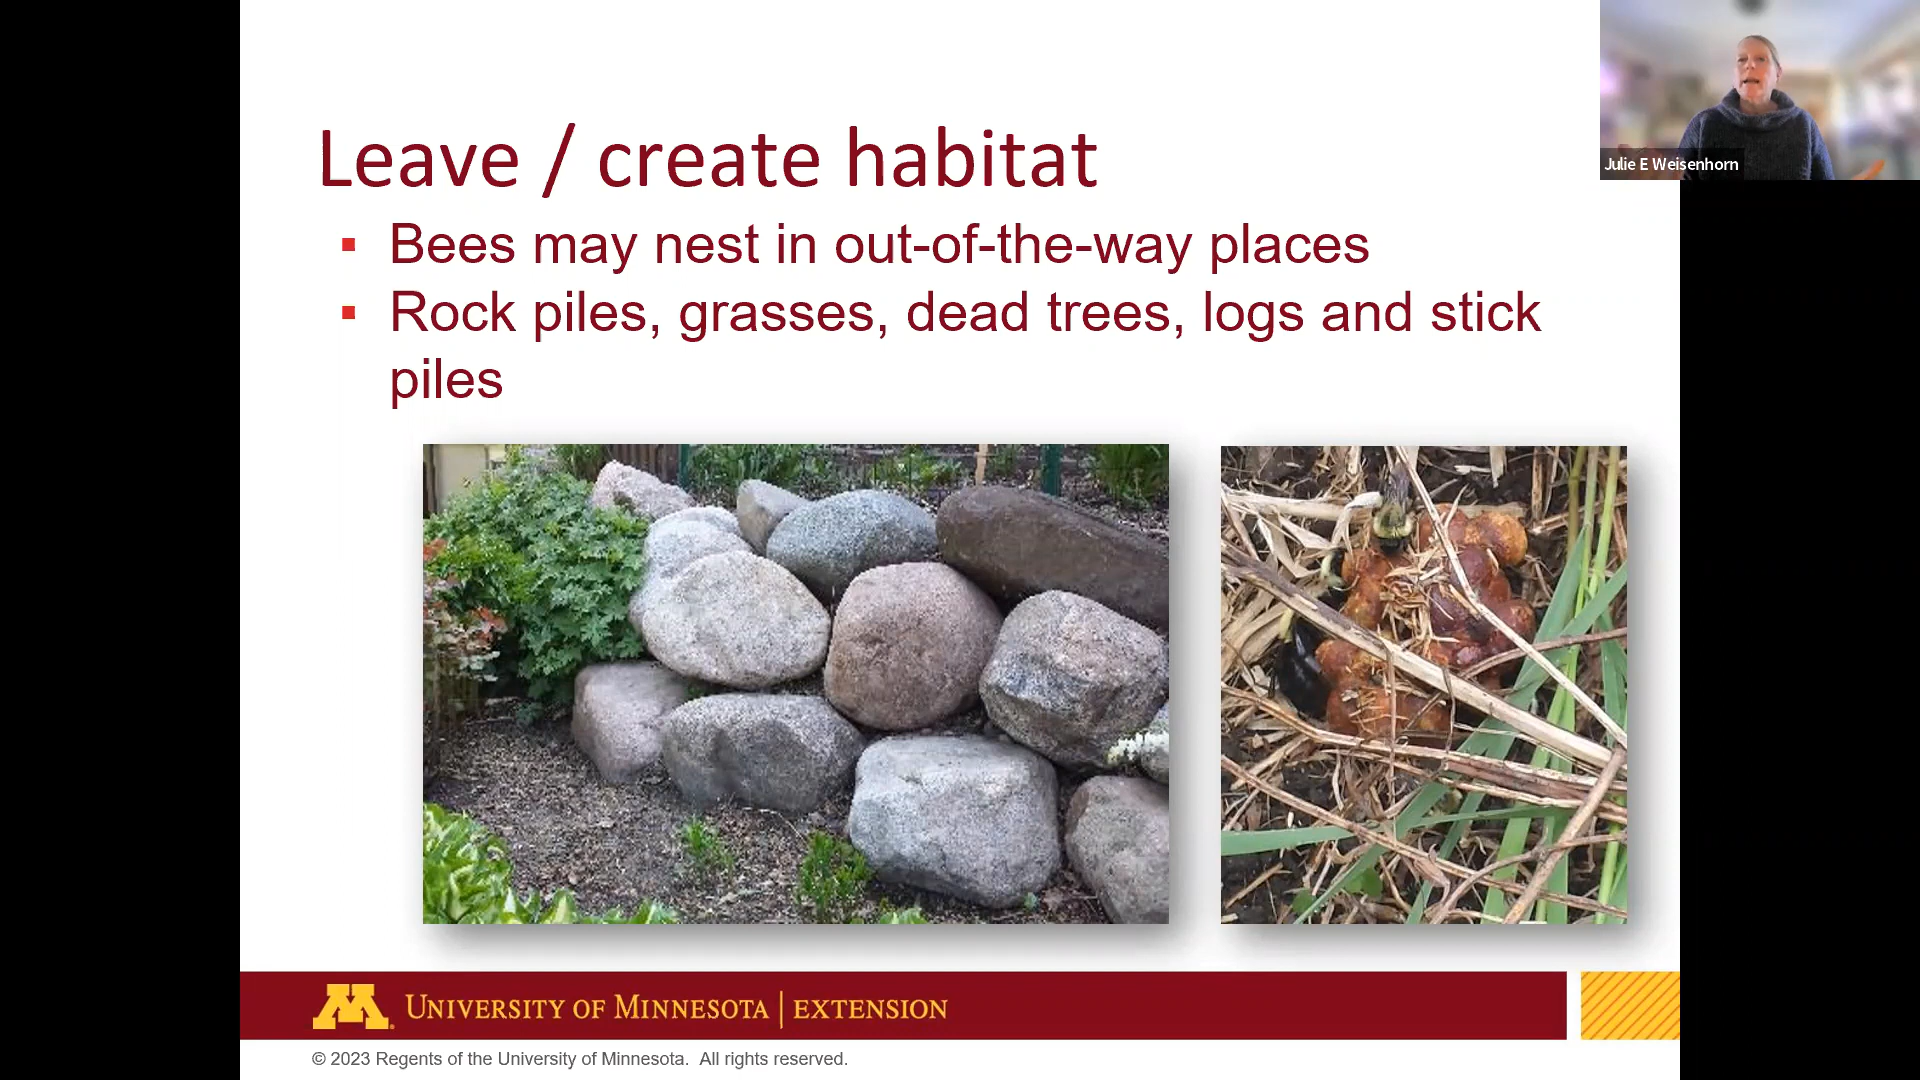 Leave / create habitat
Julie E Weisenhorn
▪ Bees may nest in out-of-the-way places
▪ Rock piles, grasses, dead trees, logs and stick
piles
M UNIVERSITY OF MINNESOTA | EXTENSION
© 2023 Regents of the University of Minnesota. All rights reserved.